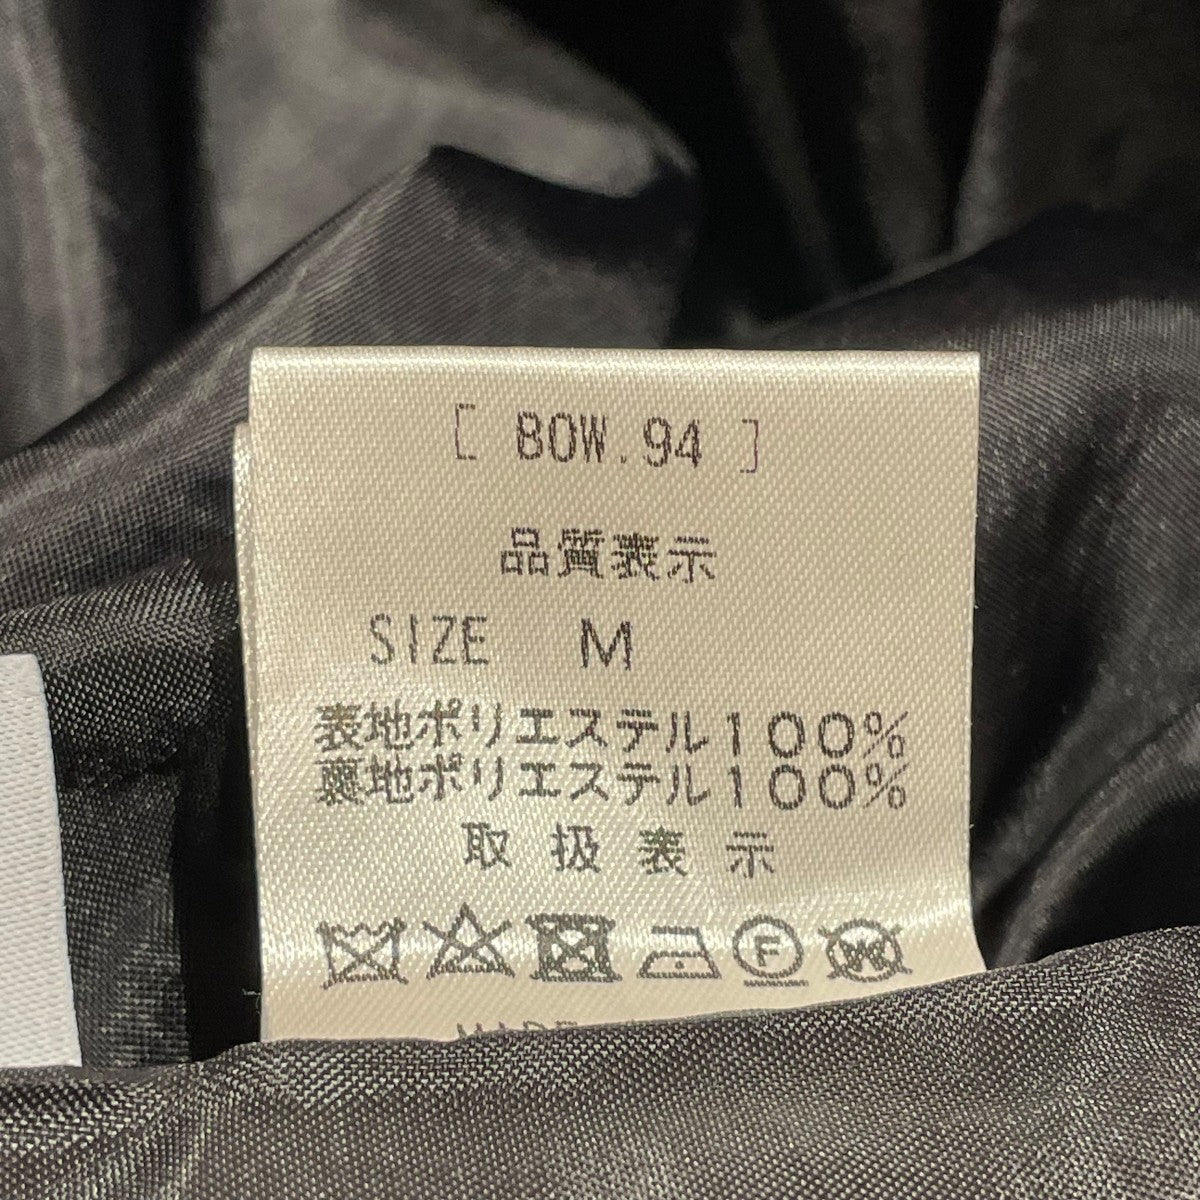 [ BOW.94 ]
品質表示
SIZE M
表地ポリエステル100%
裏地ポリエステル100%
取扱表示
F
W